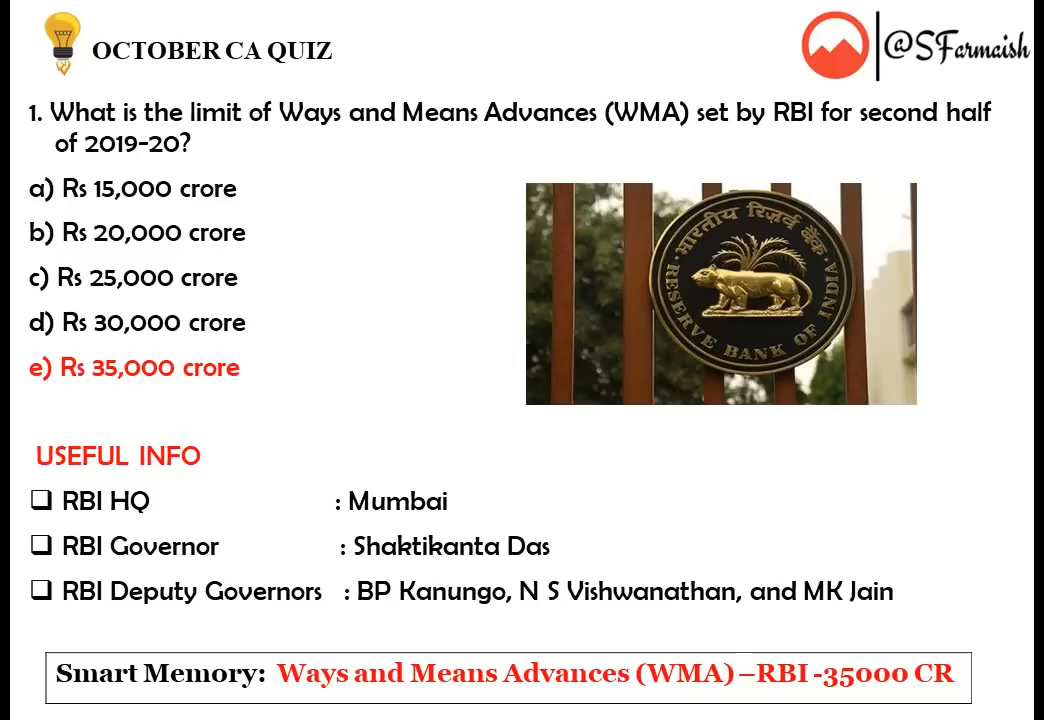 OCTOBER CA QUIZ
@SFarmaish
1. What is the limit of Ways and Means Advances (WMA) set by RBI for second half
of 2019-20?
a) Rs 15,000 crore
b) Rs 20,000 crore
c) Rs 25,000 crore
d) Rs 30,000 crore
e) Rs 35,000 crore
भारतीय रिज़र्व बैंक
RESERVE BANK OF INDIA
USEFUL INFO
❑ RBI HQ : Mumbai
❑ RBI Governor : Shaktikanta Das
❑ RBI Deputy Governors : BP Kanungo, N S Vishwanathan, and MK Jain
Smart Memory: Ways and Means Advances (WMA) –RBI -35000 CR